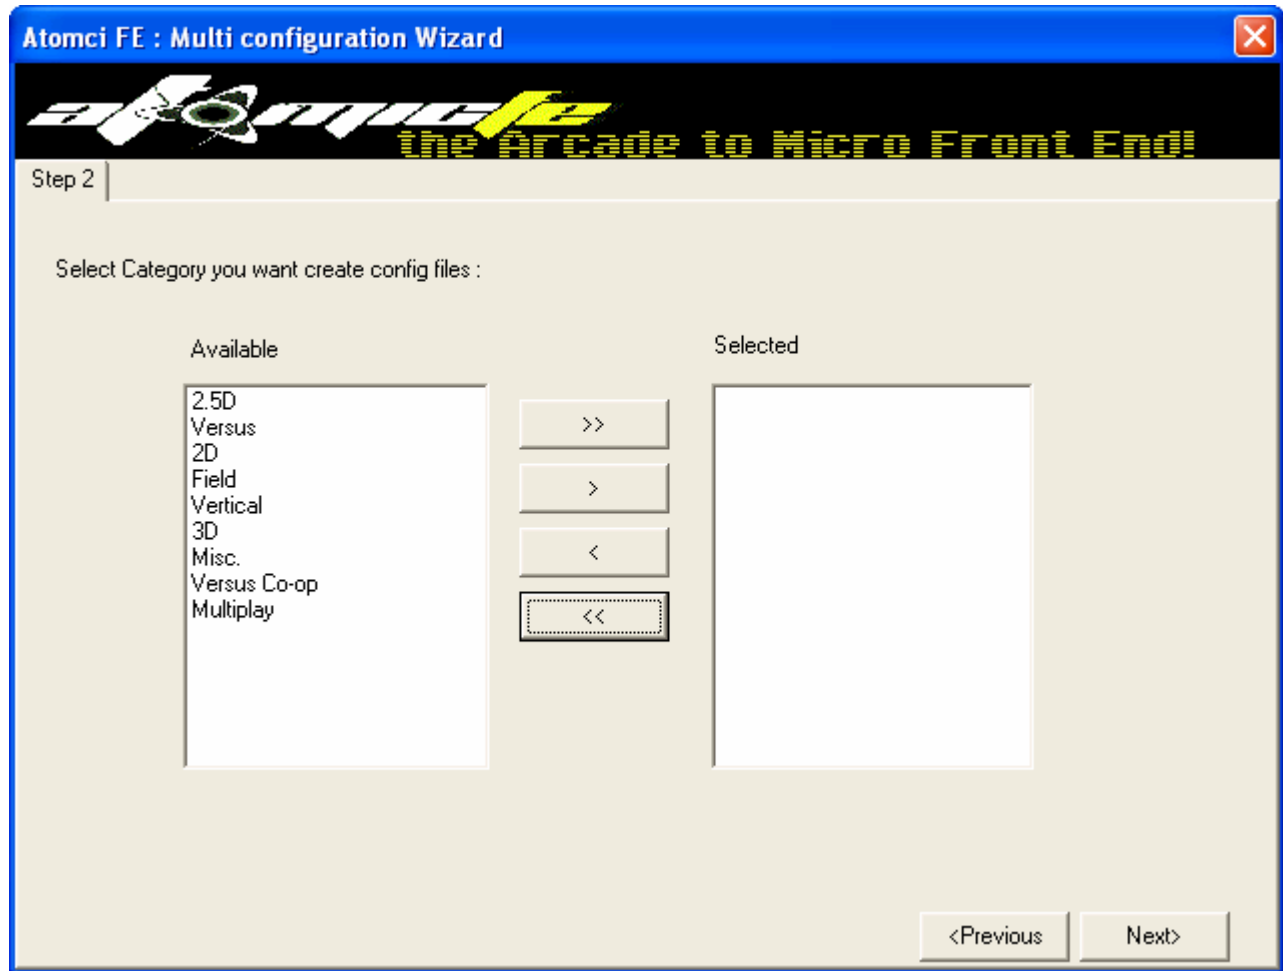 Atomci FE : Multi configuration Wizard
atomicfe
the Arcade to Micro Front End!
Step 2
Select Category you want create config files :
Available
Selected
2.5D
Versus
2D
Field
Vertical
3D
Misc.
Versus Co-op
Multiplay
>>
>
<
<<
<Previous
Next>